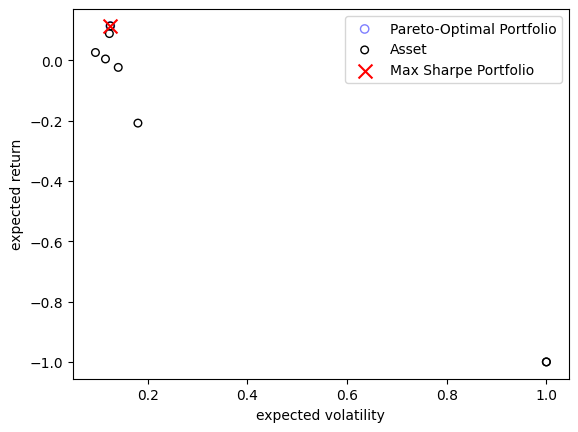 Pareto-Optimal Portfolio
Asset
Max Sharpe Portfolio
0.0
−0.2
−0.4
−0.6
−0.8
−1.0
expected return
0.2
0.4
0.6
0.8
1.0
expected volatility